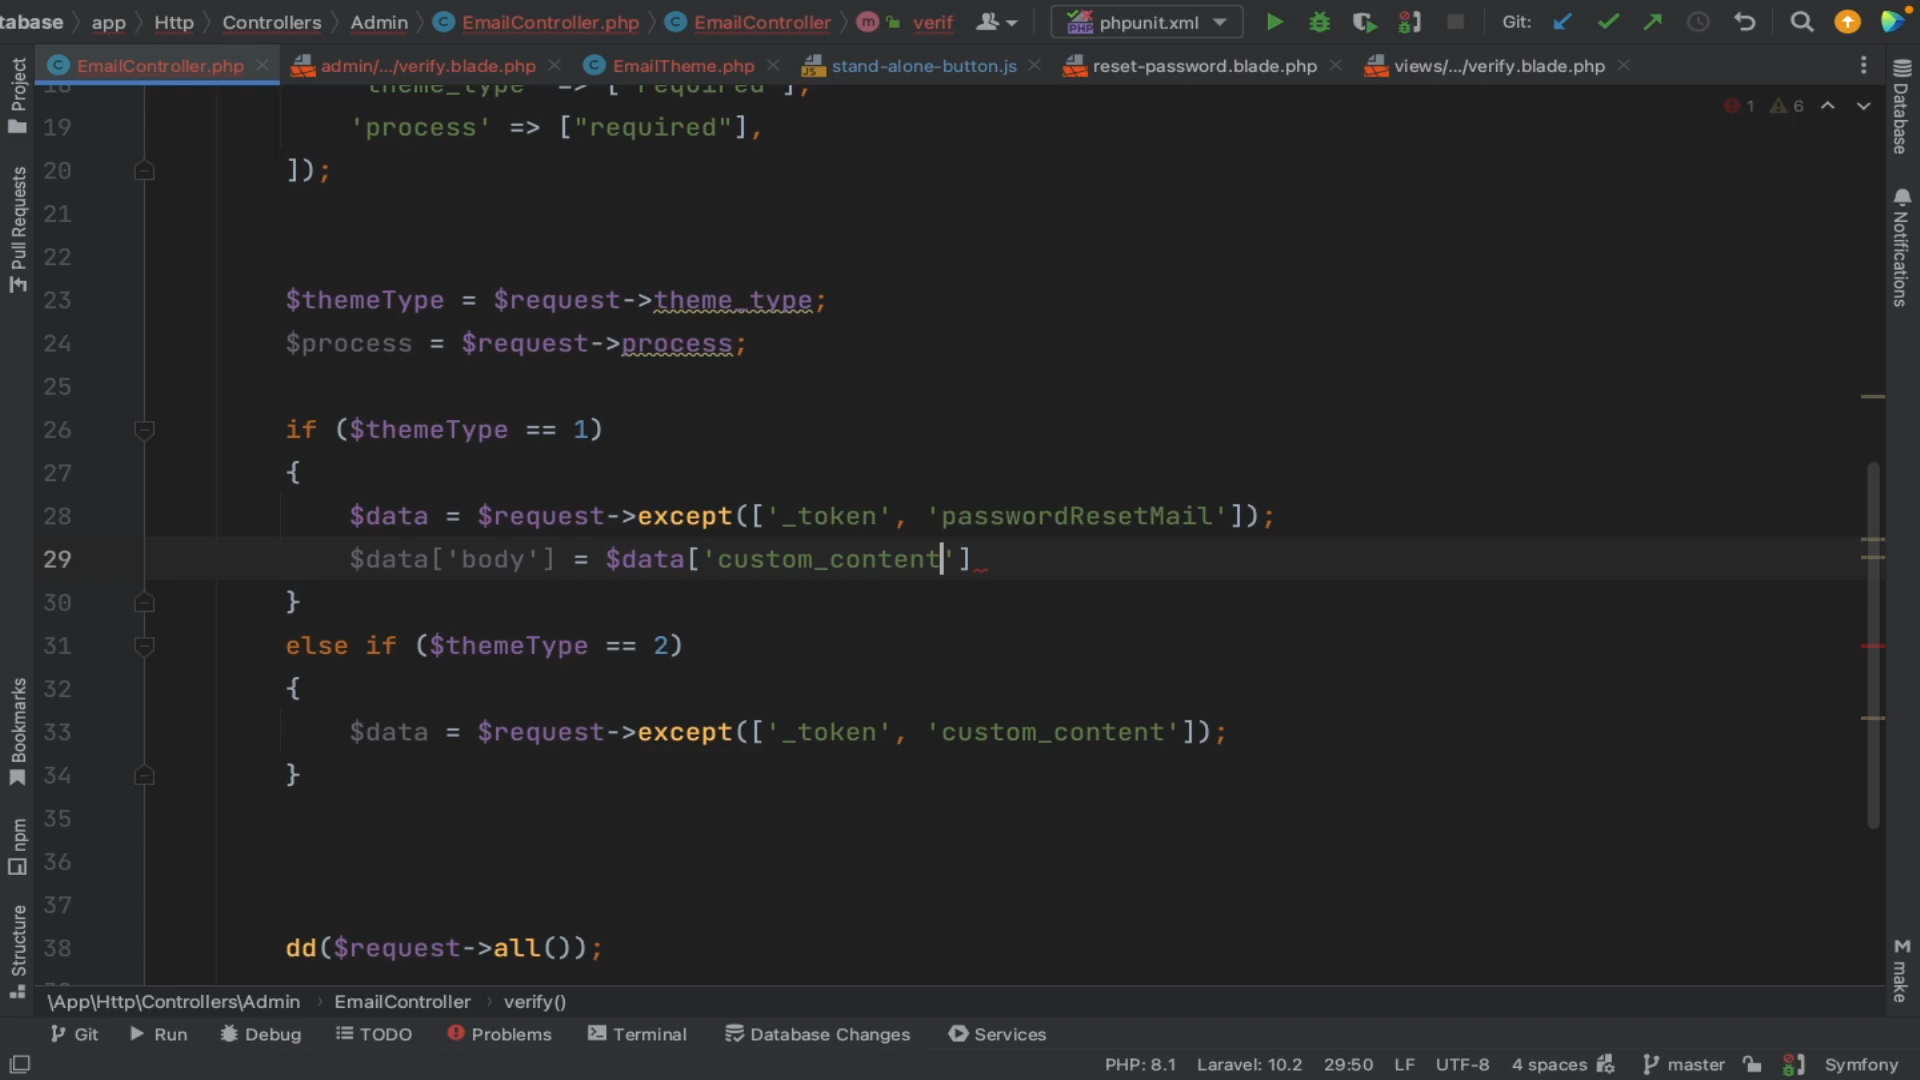 tabase > app > Http > Controllers > Admin > EmailController.php > EmailController > verif phpunit.xml Git:
EmailController.php admin/.../verify.blade.php EmailTheme.php stand-alone-button.js reset-password.blade.php views/.../verify.blade.php
'theme_type' => ["required"],
1 6
19 'process' => ["required"],
20 ]);
21
22
23 $themeType = $request->theme_type;
24 $process = $request->process;
25
26 if ($themeType == 1)
27 {
28 $data = $request->except(['_token', 'passwordResetMail']);
29 $data['body'] = $data['custom_content']
30 }
31 else if ($themeType == 2)
32 {
33 $data = $request->except(['_token', 'custom_content']);
34 }
35
36
37
38 dd($request->all());
Project
Pull Requests
Bookmarks
npm
Structure
Database
Notifications
make
\App\Http\Controllers\Admin > EmailController > verify()
Git Run Debug TODO Problems Terminal Database Changes Services
PHP: 8.1 Laravel: 10.2 29:50 LF UTF-8 4 spaces master Symfony